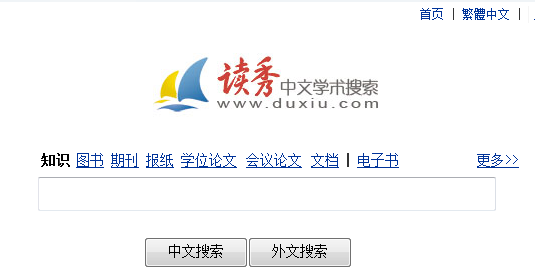 首页 | 繁體中文 |
读秀中文学术搜索
www.duxiu.com
知识 图书 期刊 报纸 学位论文 会议论文 文档 | 电子书 更多>>
中文搜索 外文搜索